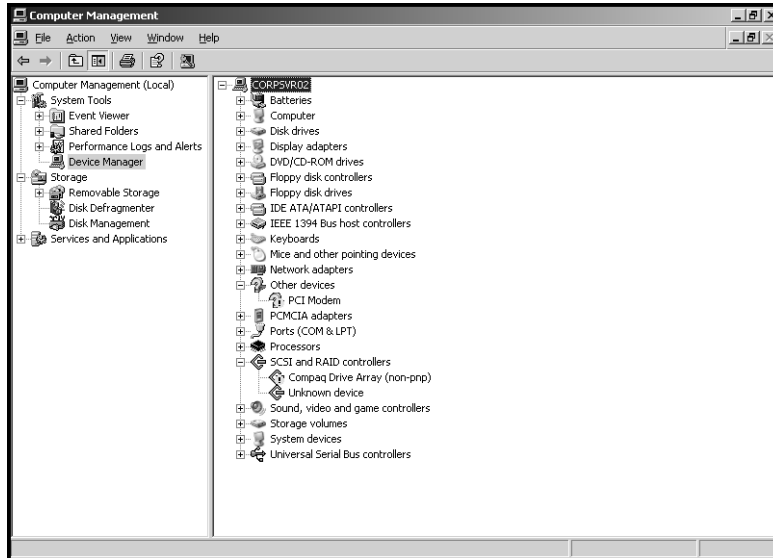 Computer Management
File Action View Window Help
Computer Management (Local)
System Tools
Event Viewer
Shared Folders
Performance Logs and Alerts
Device Manager
Storage
Removable Storage
Disk Defragmenter
Disk Management
Services and Applications
CORPSVR02
Batteries
Computer
Disk drives
Display adapters
DVD/CD-ROM drives
Floppy disk controllers
Floppy disk drives
IDE ATA/ATAPI controllers
IEEE 1394 Bus host controllers
Keyboards
Mice and other pointing devices
Network adapters
Other devices
PCI Modem
PCMCIA adapters
Ports (COM & LPT)
Processors
SCSI and RAID controllers
Compaq Drive Array (non-pnp)
Unknown device
Sound, video and game controllers
Storage volumes
System devices
Universal Serial Bus controllers